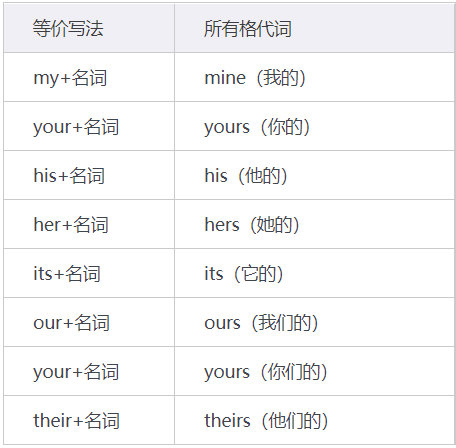 等价写法 所有格代词
my+名词 mine（我的）
your+名词 yours（你的）
his+名词 his（他的）
her+名词 hers（她的）
its+名词 its（它的）
our+名词 ours（我们的）
your+名词 yours（你们的）
their+名词 theirs（他们的）